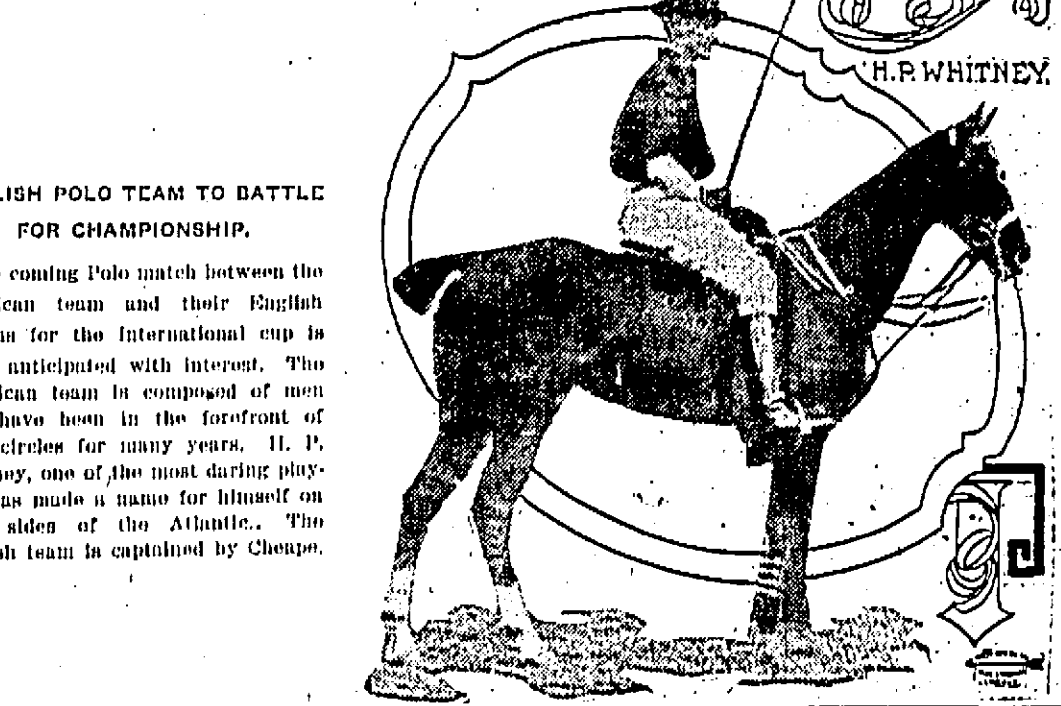 LISH POLO TEAM TO BATTLE
FOR CHAMPIONSHIP.
coming Polo match between the
ican team and their English
ns for the International cup is
anticipated with interest. The
ican team is composed of men
have been in the forefront of
circles for many years. H. P.
ney, one of the most daring play-
as made a name for himself on
sides of the Atlantic.. The
sh team is captained by Cheape.
H.P. WHITNEY.